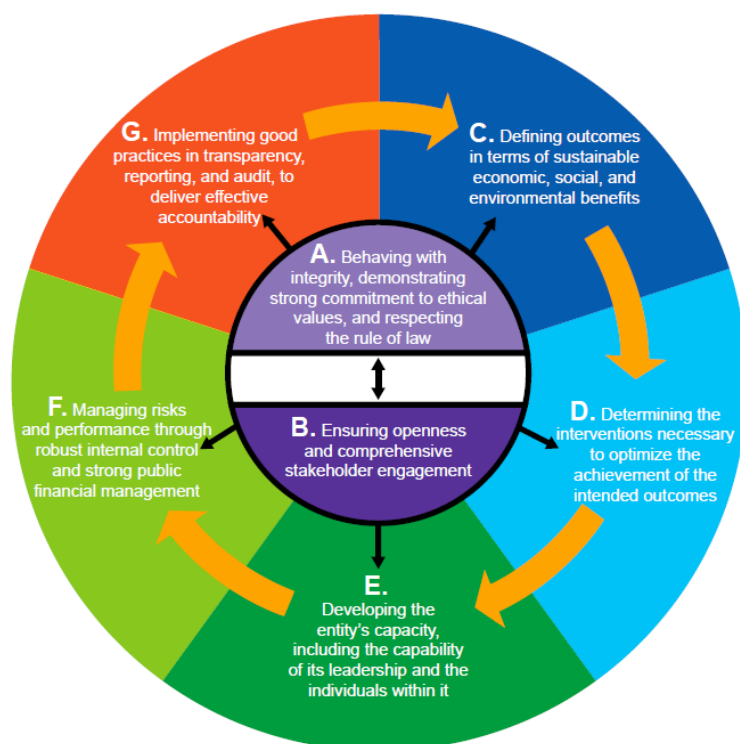 G. Implementing good
practices in transparency,
reporting, and audit, to
deliver effective
accountability
C. Defining outcomes
in terms of sustainable
economic, social, and
environmental benefits
A. Behaving with
integrity, demonstrating
strong commitment to ethical
values, and respecting
the rule of law
B. Ensuring openness
and comprehensive
stakeholder engagement
D. Determining the
interventions necessary
to optimize the
achievement of the
intended outcomes
E.
Developing the
entity's capacity,
including the capability
of its leadership and the
individuals within it
F. Managing risks
and performance through
robust internal control
and strong public
financial management